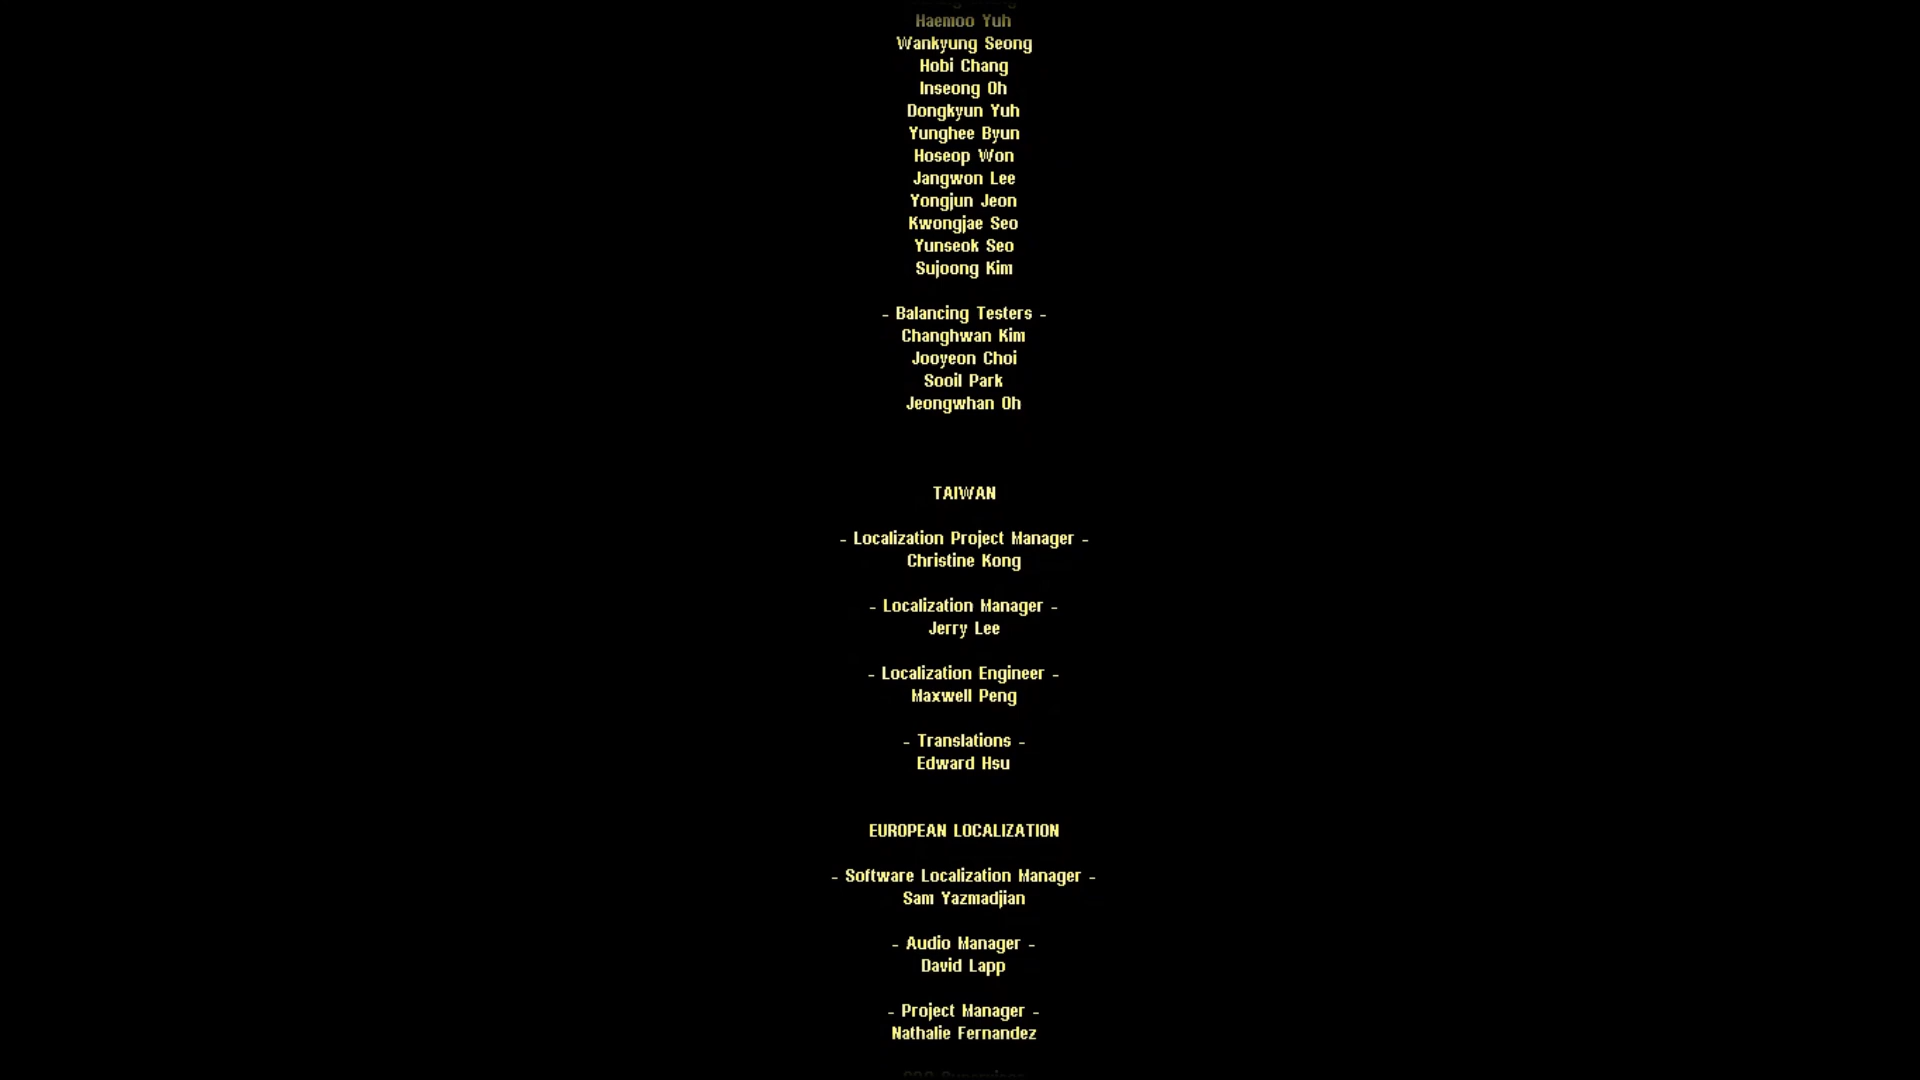 Haemoo Yuh
Wankyung Seong
Hobi Chang
Inseong Oh
Dongkyun Yuh
Yunghee Byun
Hoseop Won
Jangwon Lee
Yongjun Jeon
Kwongjae Seo
Yunseok Seo
Sujoong Kim
- Balancing Testers -
Changhwan Kim
Jooyeon Choi
Sooil Park
Jeongwhan Oh
TAIWAN
- Localization Project Manager -
Christine Kong
- Localization Manager -
Jerry Lee
- Localization Engineer -
Maxwell Peng
- Translations -
Edward Hsu
EUROPEAN LOCALIZATION
- Software Localization Manager -
Sam Yazmadjian
- Audio Manager -
David Lapp
- Project Manager -
Nathalie Fernandez